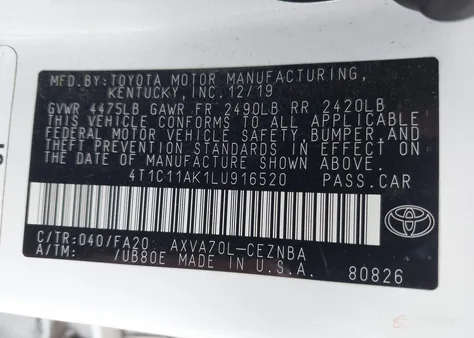 MFD.BY:TOYOTA MOTOR MANUFACTURING,
KENTUCKY,INC.12/19
GVWR 4475LB GAWR FR 2490LB RR 2420LB
THIS VEHICLE CONFORMS TO ALL APPLICABLE
FEDERAL MOTOR VEHICLE SAFETY,BUMPER,AND
THEFT PREVENTION STANDARDS IN EFFECT ON
THE DATE OF MANUFACTURE SHOWN ABOVE.
4T1C11AK1LU916520 PASS.CAR
C/TR:040/FA20 AXVA70L-CEZNBA
A/TM: /UB80E MADE IN U.S.A. 80826